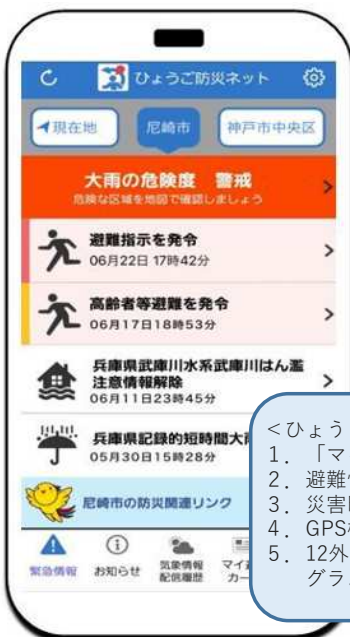 ひょうご防災ネット
現在地
尼崎市
神戸市中央区
大雨の危険度 警戒
危険な区域を地図で確認しましょう
避難指示を発令
06月22日 17時42分
高齢者等避難を発令
06月17日18時53分
兵庫県武庫川水系武庫川はん濫
注意情報解除
06月11日23時45分
兵庫県記録的短時間大
05月30日15時28分
尼崎市の防災関連リンク
緊急情報
お知らせ
気象情報
配信履歴
マイ
カー
<ひょう
1. 「マ
2. 避難
3. 災害
4. GPS
5. 12外
グラ